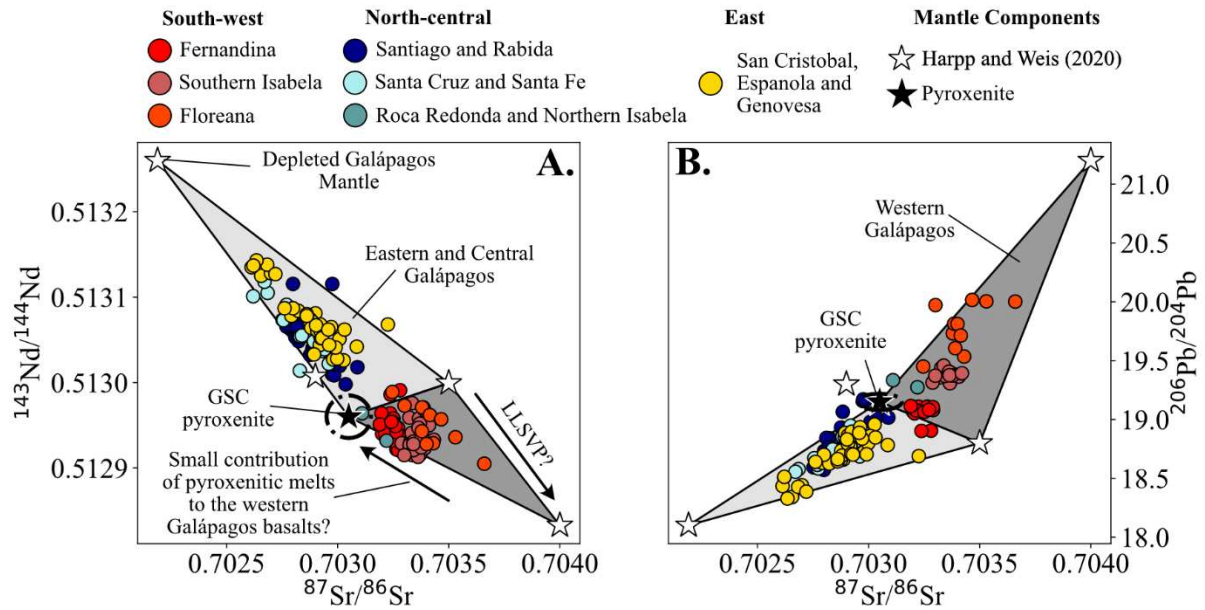 South-west
North-central
East
Mantle Components
Fernandina
Southern Isabela
Floreana
Santiago and Rabida
Santa Cruz and Santa Fe
Roca Redonda and Northern Isabela
San Cristobal,
Espanola and
Genovesa
Harpp and Weis (2020)
Pyroxenite
A.
Depleted Galápagos
Mantle
Eastern and Central
Galápagos
GSC
pyroxenite
LLSVP?
Small contribution
of pyroxenitic melts
to the western
Galápagos basalts?
0.5132
0.5131
0.5130
0.5129
143Nd/144Nd
0.7025
0.7030
0.7035
0.7040
87Sr/86Sr
B.
Western
Galápagos
GSC
pyroxenite
21.0
20.5
20.0
19.5
19.0
18.5
18.0
206Pb/204Pb
0.7025
0.7030
0.7035
0.7040
87Sr/86Sr